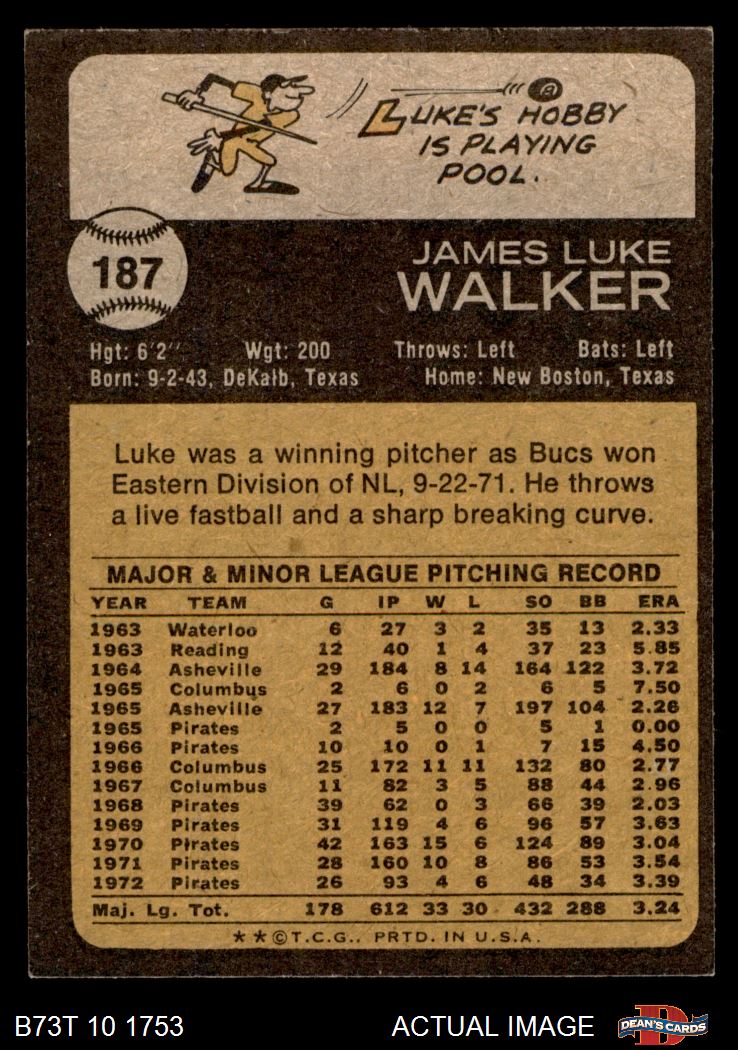 8
LUKE'S HOBBY
IS PLAYING
POOL.
187
JAMES LUKE
WALKER
Hgt: 6'2" Wgt: 200 Throws: Left Bats: Left
Born: 9-2-43, DeKalb, Texas Home: New Boston, Texas
Luke was a winning pitcher as Bucs won
Eastern Division of NL, 9-22-71. He throws
a live fastball and a sharp breaking curve.
MAJOR & MINOR LEAGUE PITCHING RECORD
YEAR TEAM G IP W L SO BB ERA
1963 Waterloo 6 27 3 2 35 13 2.33
1963 Reading 12 40 1 4 37 23 5.85
1964 Asheville 29 184 8 14 164 122 3.72
1965 Columbus 2 6 0 2 6 5 7.50
1965 Asheville 27 183 12 7 197 104 2.26
1965 Pirates 2 5 0 0 5 1 0.00
1966 Pirates 10 10 0 1 7 15 4.50
1966 Columbus 25 172 11 11 132 80 2.77
1967 Columbus 11 82 3 5 88 44 2.96
1968 Pirates 39 62 0 3 66 39 2.03
1969 Pirates 31 119 4 6 96 57 3.63
1970 Pirates 42 163 15 6 124 89 3.04
1971 Pirates 28 160 10 8 86 53 3.54
1972 Pirates 26 93 4 6 48 34 3.39
Maj. Lg. Tot. 178 612 33 30 432 288 3.24
**©T.C.G., PRTD. IN U.S.A.
B73T 10 1753 ACTUAL IMAGE
D
DEAN'S CARDS